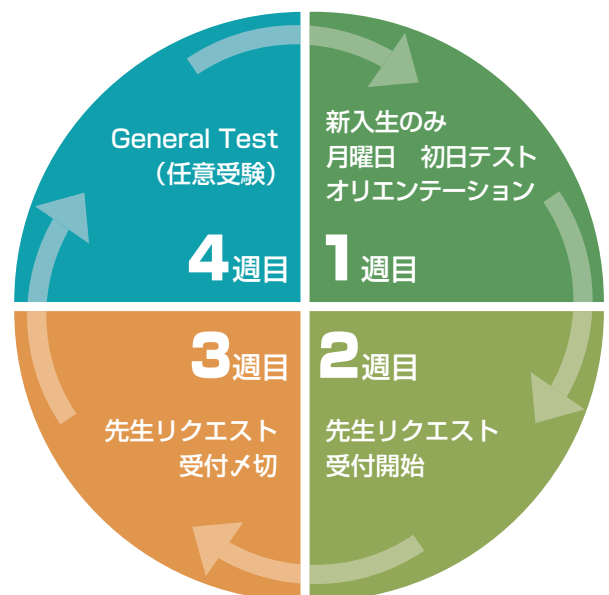 新入生のみ
月曜日　初日テスト
オリエンテーション
1週目
2週目
先生リクエスト
受付開始
3週目
先生リクエスト
受付〆切
General Test
（任意受験）
4週目